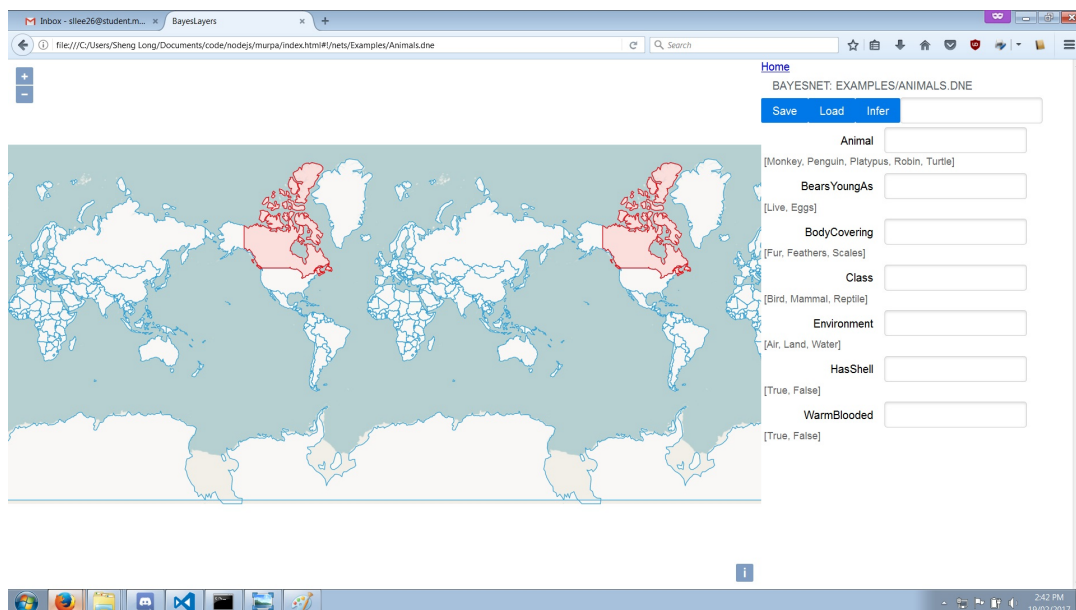 Inbox - sllee26@student.m...
BayesLayers
file:///C:/Users/Sheng Long/Documents/code/nodejs/murpa/index.html#!/nets/Examples/Animals.dne
Search
+
−
Home
BAYESNET: EXAMPLES/ANIMALS.DNE
Save Load Infer
Animal
[Monkey, Penguin, Platypus, Robin, Turtle]
BearsYoungAs
[Live, Eggs]
BodyCovering
[Fur, Feathers, Scales]
Class
[Bird, Mammal, Reptile]
Environment
[Air, Land, Water]
HasShell
[True, False]
WarmBlooded
[True, False]
i
2:42 PM
19/02/2017